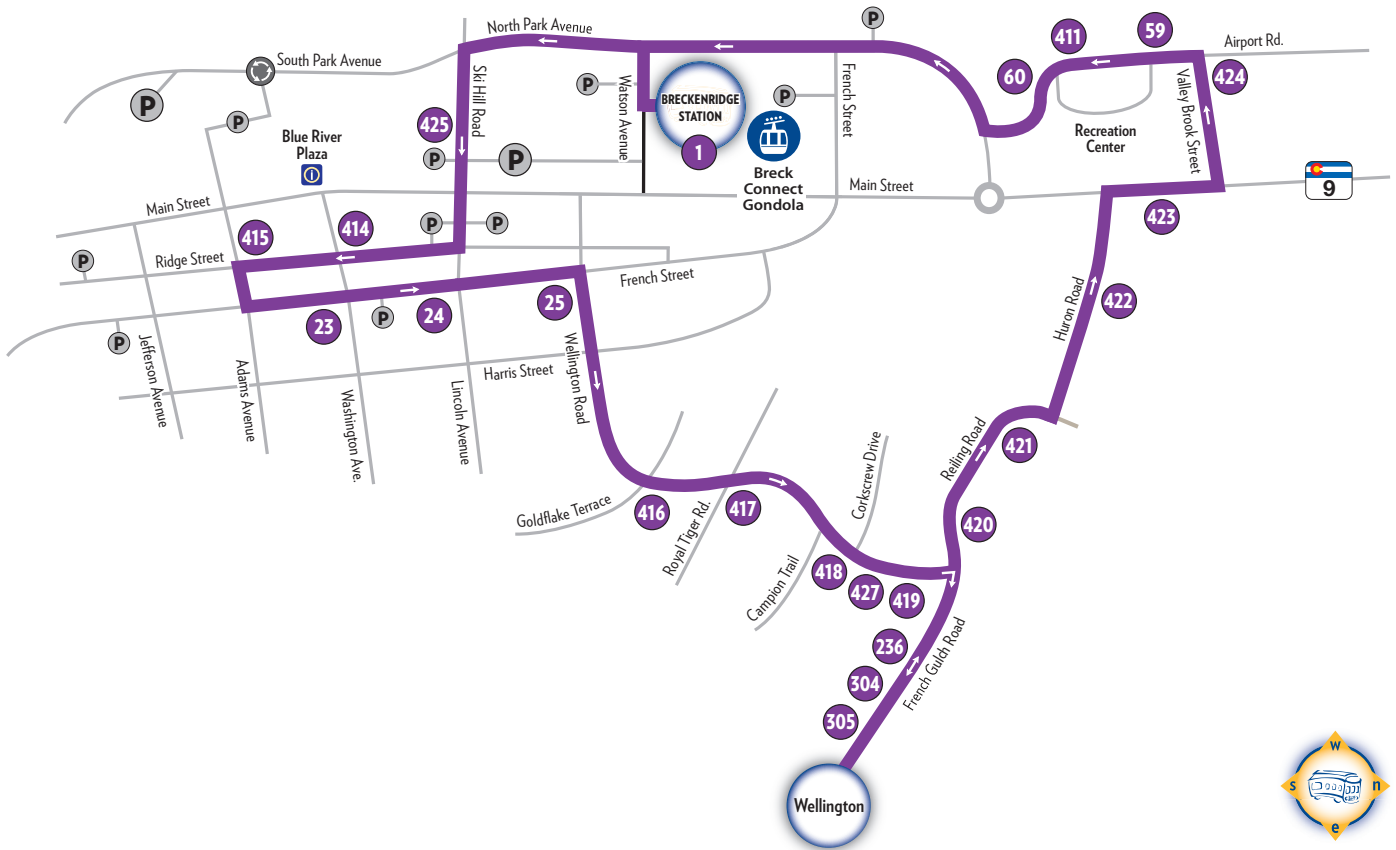 North Park Avenue
P
411
59
Airport Rd.
South Park Avenue
P
60
424
Ski Hill Road
P
Watson Avenue
BRECKENRIDGE
STATION
1
P
French Street
Valley Brook Street
P
425
Recreation
Center
Blue River
Plaza
i
P
P
Breck
Connect
Gondola
Main Street
9
Main Street
415
414
P
P
423
P
Ridge Street
French Street
422
Huron Road
23
P
24
25
P
Jefferson Avenue
Adams Avenue
Washington Ave.
Lincoln Avenue
Harris Street
Wellington Road
421
Reiling Road
Corkscrew Drive
Goldflake Terrace
416
Royal Tiger Rd.
417
420
Campion Trail
418
427
419
236
304
305
French Gulch Road
Wellington
w
s
n
e